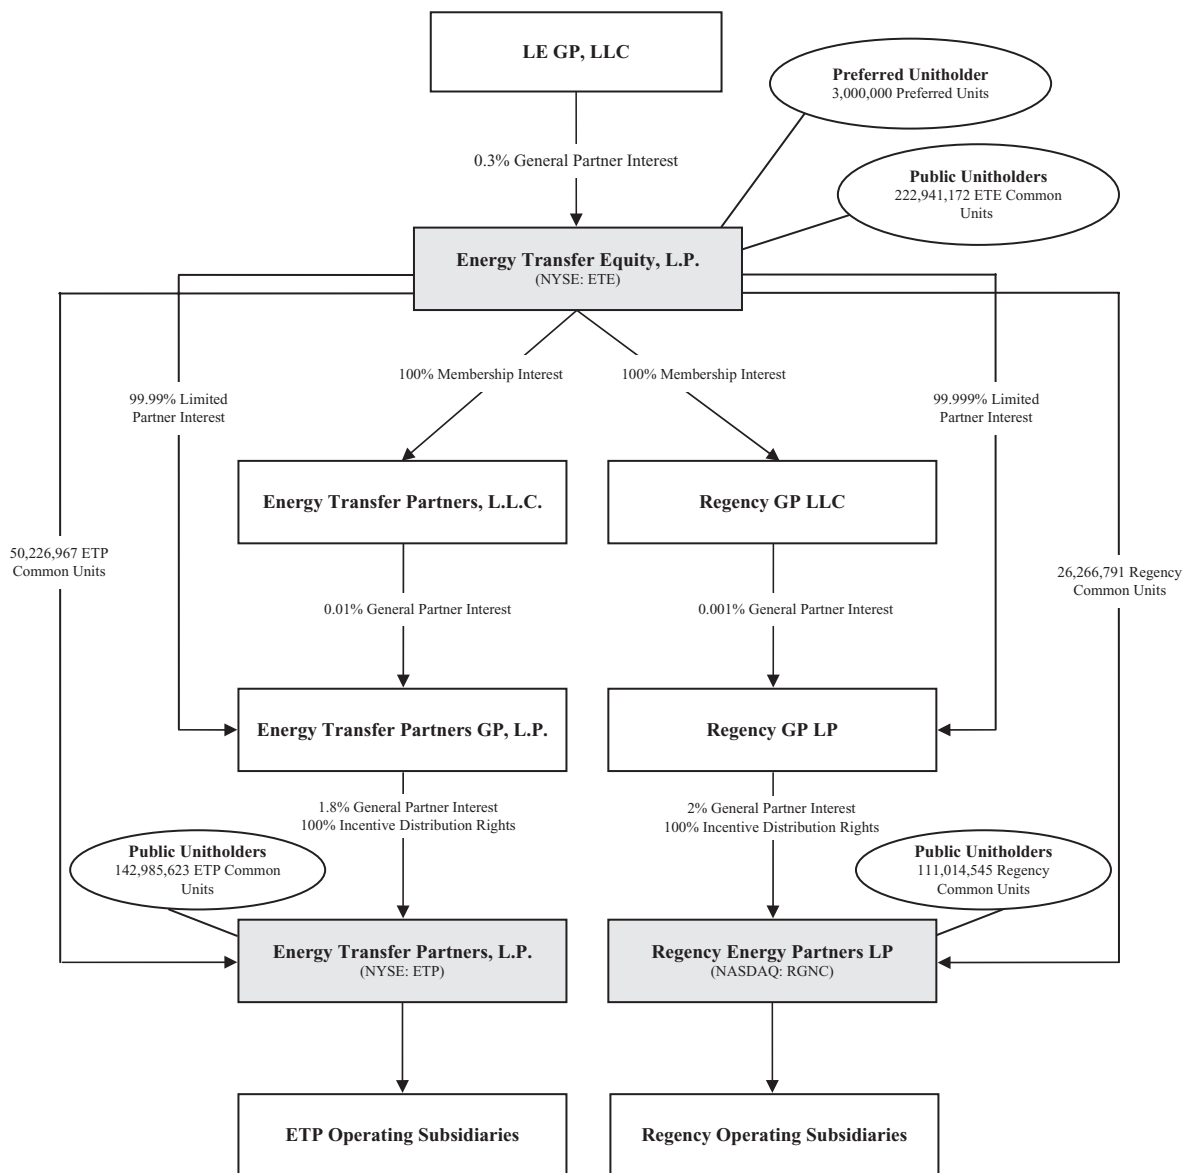 LE GP, LLC
Preferred Unitholder
3,000,000 Preferred Units
0.3% General Partner Interest
Public Unitholders
222,941,172 ETE Common
Units
Energy Transfer Equity, L.P.
(NYSE: ETE)
100% Membership Interest
100% Membership Interest
99.99% Limited
Partner Interest
99.999% Limited
Partner Interest
Energy Transfer Partners, L.L.C.
Regency GP LLC
50,226,967 ETP
Common Units
26,266,791 Regency
Common Units
0.01% General Partner Interest
0.001% General Partner Interest
Energy Transfer Partners GP, L.P.
Regency GP LP
1.8% General Partner Interest
100% Incentive Distribution Rights
2% General Partner Interest
100% Incentive Distribution Rights
Public Unitholders
142,985,623 ETP Common
Units
Public Unitholders
111,014,545 Regency
Common Units
Energy Transfer Partners, L.P.
(NYSE: ETP)
Regency Energy Partners LP
(NASDAQ: RGNC)
ETP Operating Subsidiaries
Regency Operating Subsidiaries